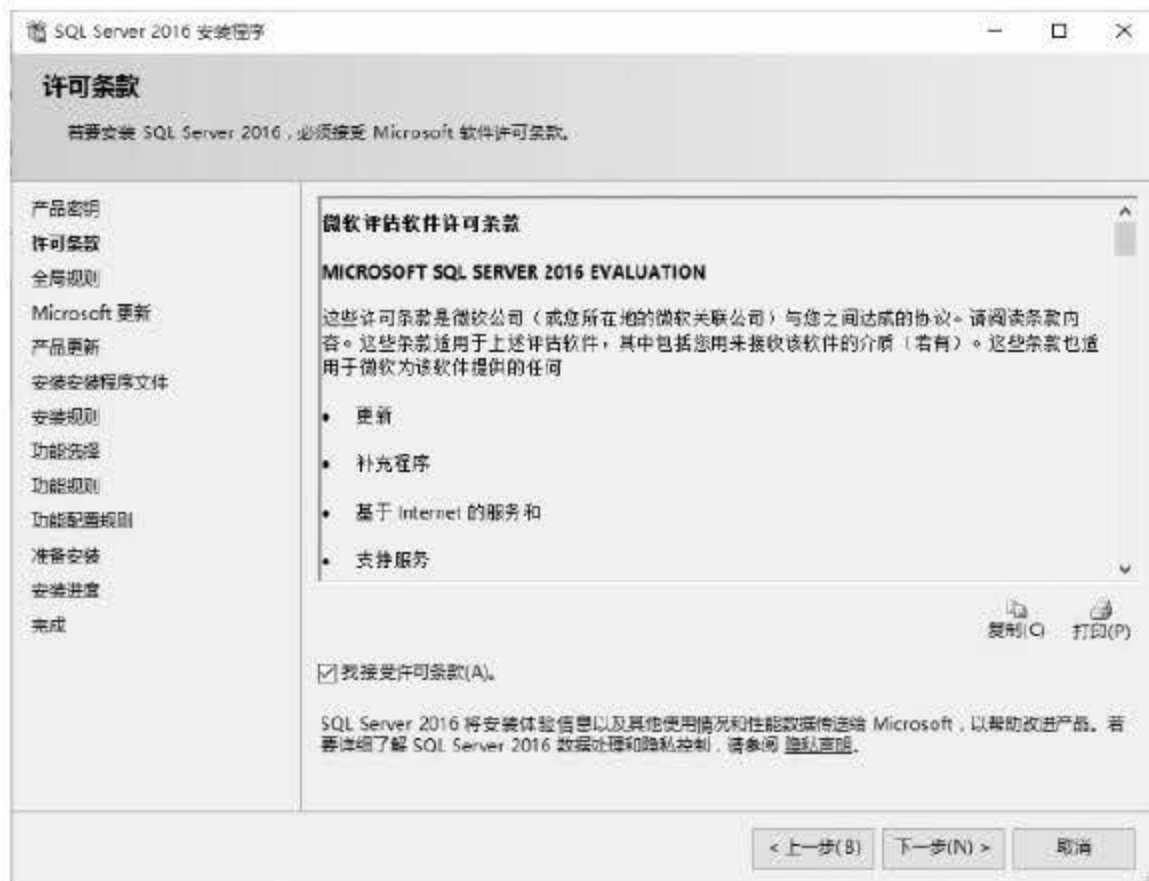 SQL Server 2016 安装程序
许可条款
若要安装 SQL Server 2016，必须接受 Microsoft 软件许可条款。
产品密钥
许可条款
全局规则
Microsoft 更新
产品更新
安装安装程序文件
安装规则
功能选择
功能规则
功能配置规则
准备安装
安装进度
完成
微软评估软件许可条款
MICROSOFT SQL SERVER 2016 EVALUATION
这些许可条款是微软公司（或您所在地的微软关联公司）与您之间达成的协议。请阅读条款内
容。这些条款适用于上述评估软件，其中包括您用来接收该软件的介质（若有）。这些条款也适
用于微软为该软件提供的任何
• 更新
• 补充程序
• 基于 Internet 的服务和
• 支持服务
复制(C) 打印(P)
我接受许可条款(A)。
SQL Server 2016 将安装体验信息以及其他使用情况和性能数据传送给 Microsoft，以帮助改进产品。若
要详细了解 SQL Server 2016 数据处理和隐私控制，请参阅 隐私声明。
< 上一步(B) 下一步(N) > 取消